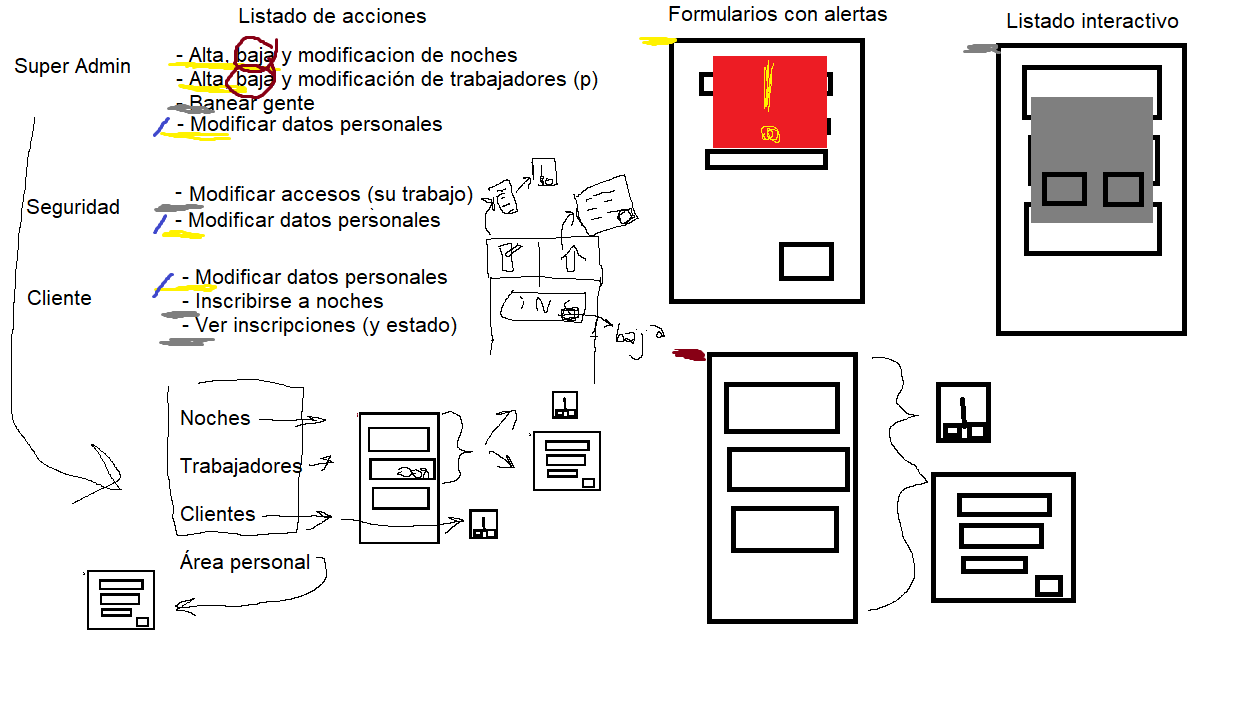 Listado de acciones
Formularios con alertas
Listado interactivo
Super Admin
- Alta, baja y modificacion de noches
- Alta, baja y modificación de trabajadores (p)
- Banear gente
- Modificar datos personales
Seguridad
- Modificar accesos (su trabajo)
- Modificar datos personales
Cliente
- Modificar datos personales
- Inscribirse a noches
- Ver inscripciones (y estado)
INS
baja
Noches
Trabajadores
Clientes
Área personal